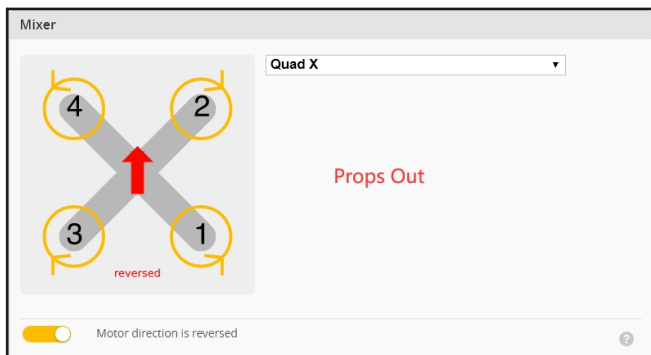 Mixer
Quad X
4 2
Props Out
3 1
reversed
Motor direction is reversed
?